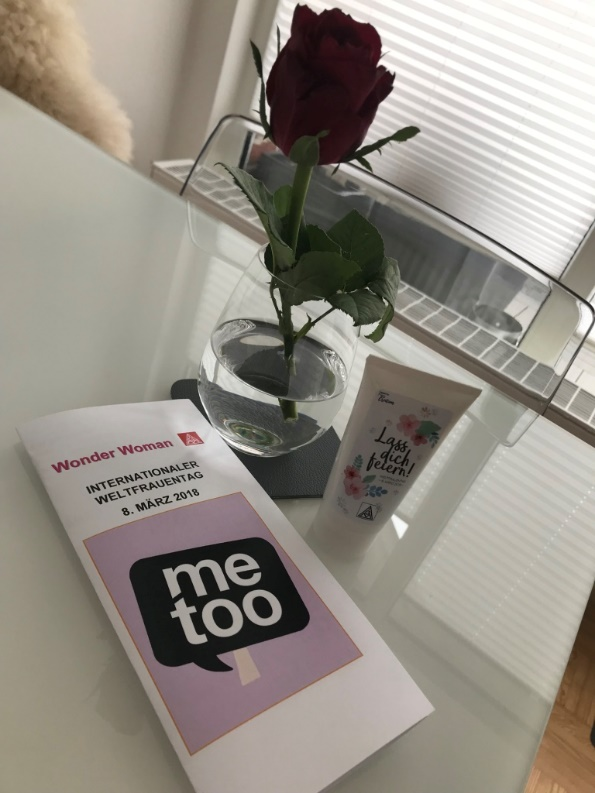 Wonder Woman
INTERNATIONALER
WELTFRAUENTAG
8. MÄRZ 2018
me
too
Lass
dich
feiern!